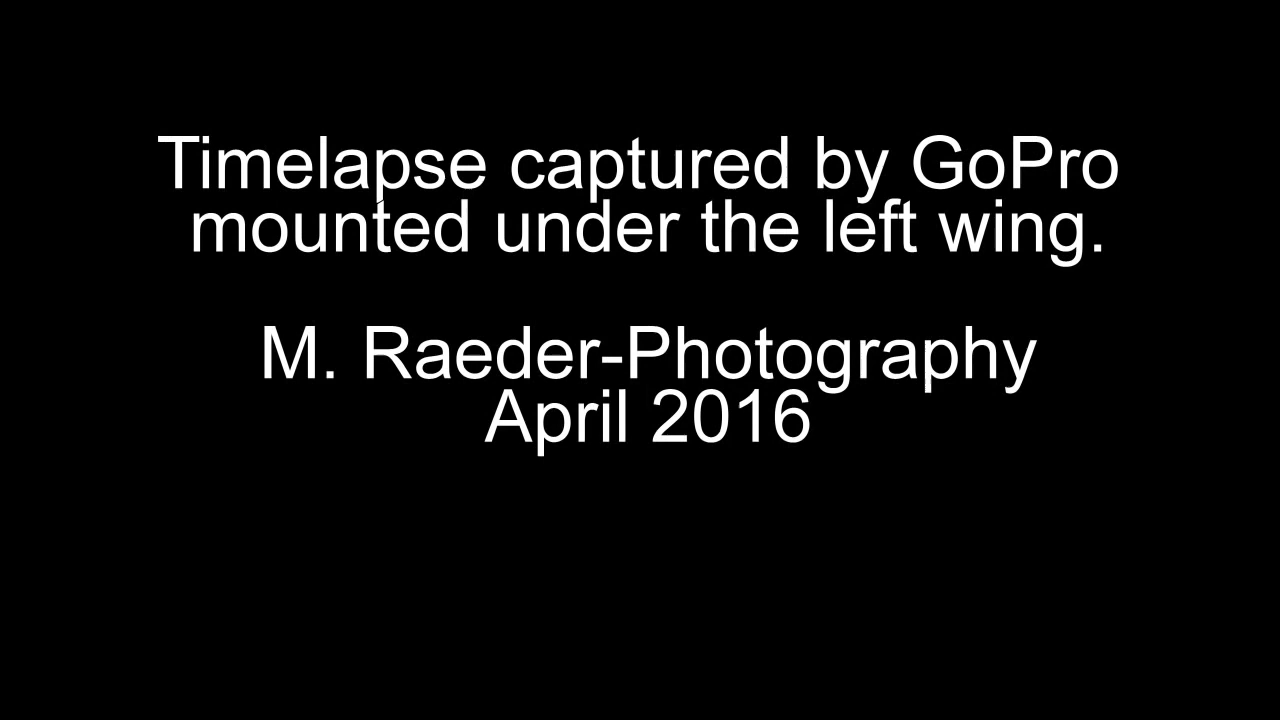 Timelapse captured by GoPro
mounted under the left wing.
M. Raeder-Photography
April 2016